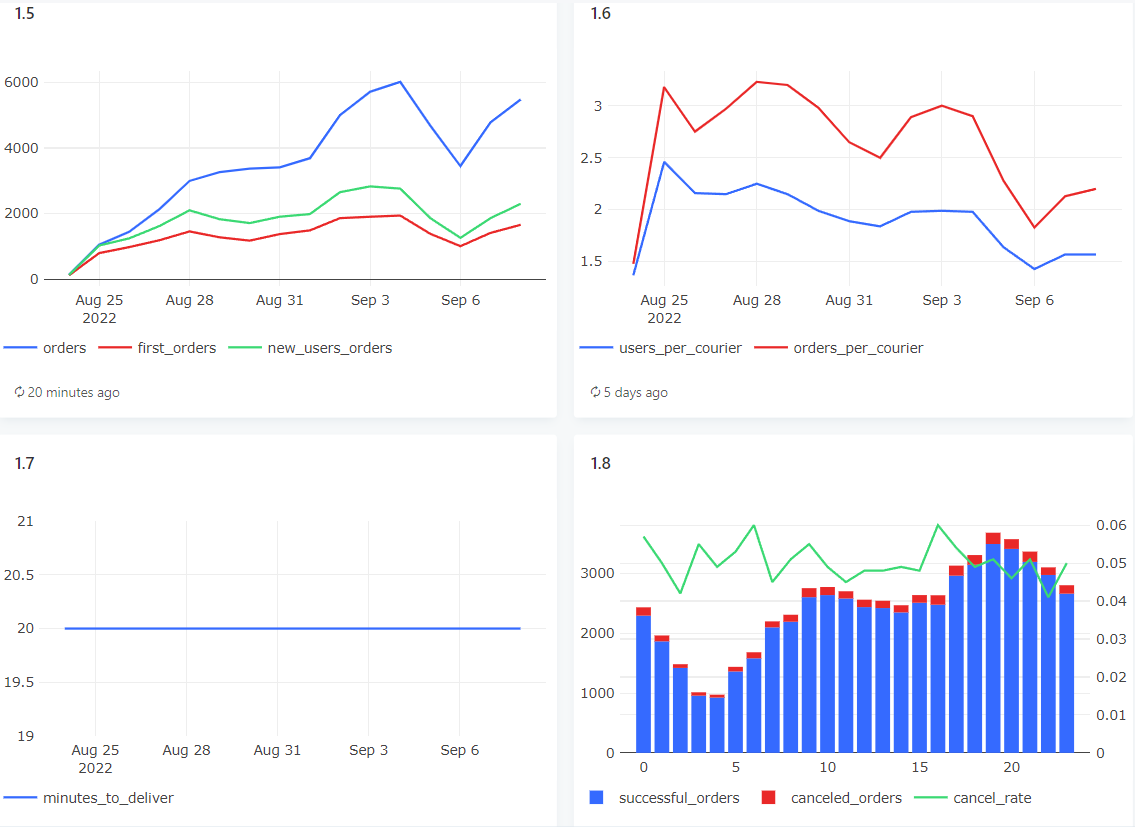 1.5
6000
4000
2000
0
Aug 25
2022
Aug 28
Aug 31
Sep 3
Sep 6
orders first_orders new_users_orders
20 minutes ago
1.6
3
2.5
2
1.5
Aug 25
2022
Aug 28
Aug 31
Sep 3
Sep 6
users_per_courier orders_per_courier
5 days ago
1.7
21
20.5
20
19.5
19
Aug 25
2022
Aug 28
Aug 31
Sep 3
Sep 6
minutes_to_deliver
1.8
3000
2000
1000
0
0.06
0.05
0.04
0.03
0.02
0.01
0
0 5 10 15 20
successful_orders canceled_orders cancel_rate